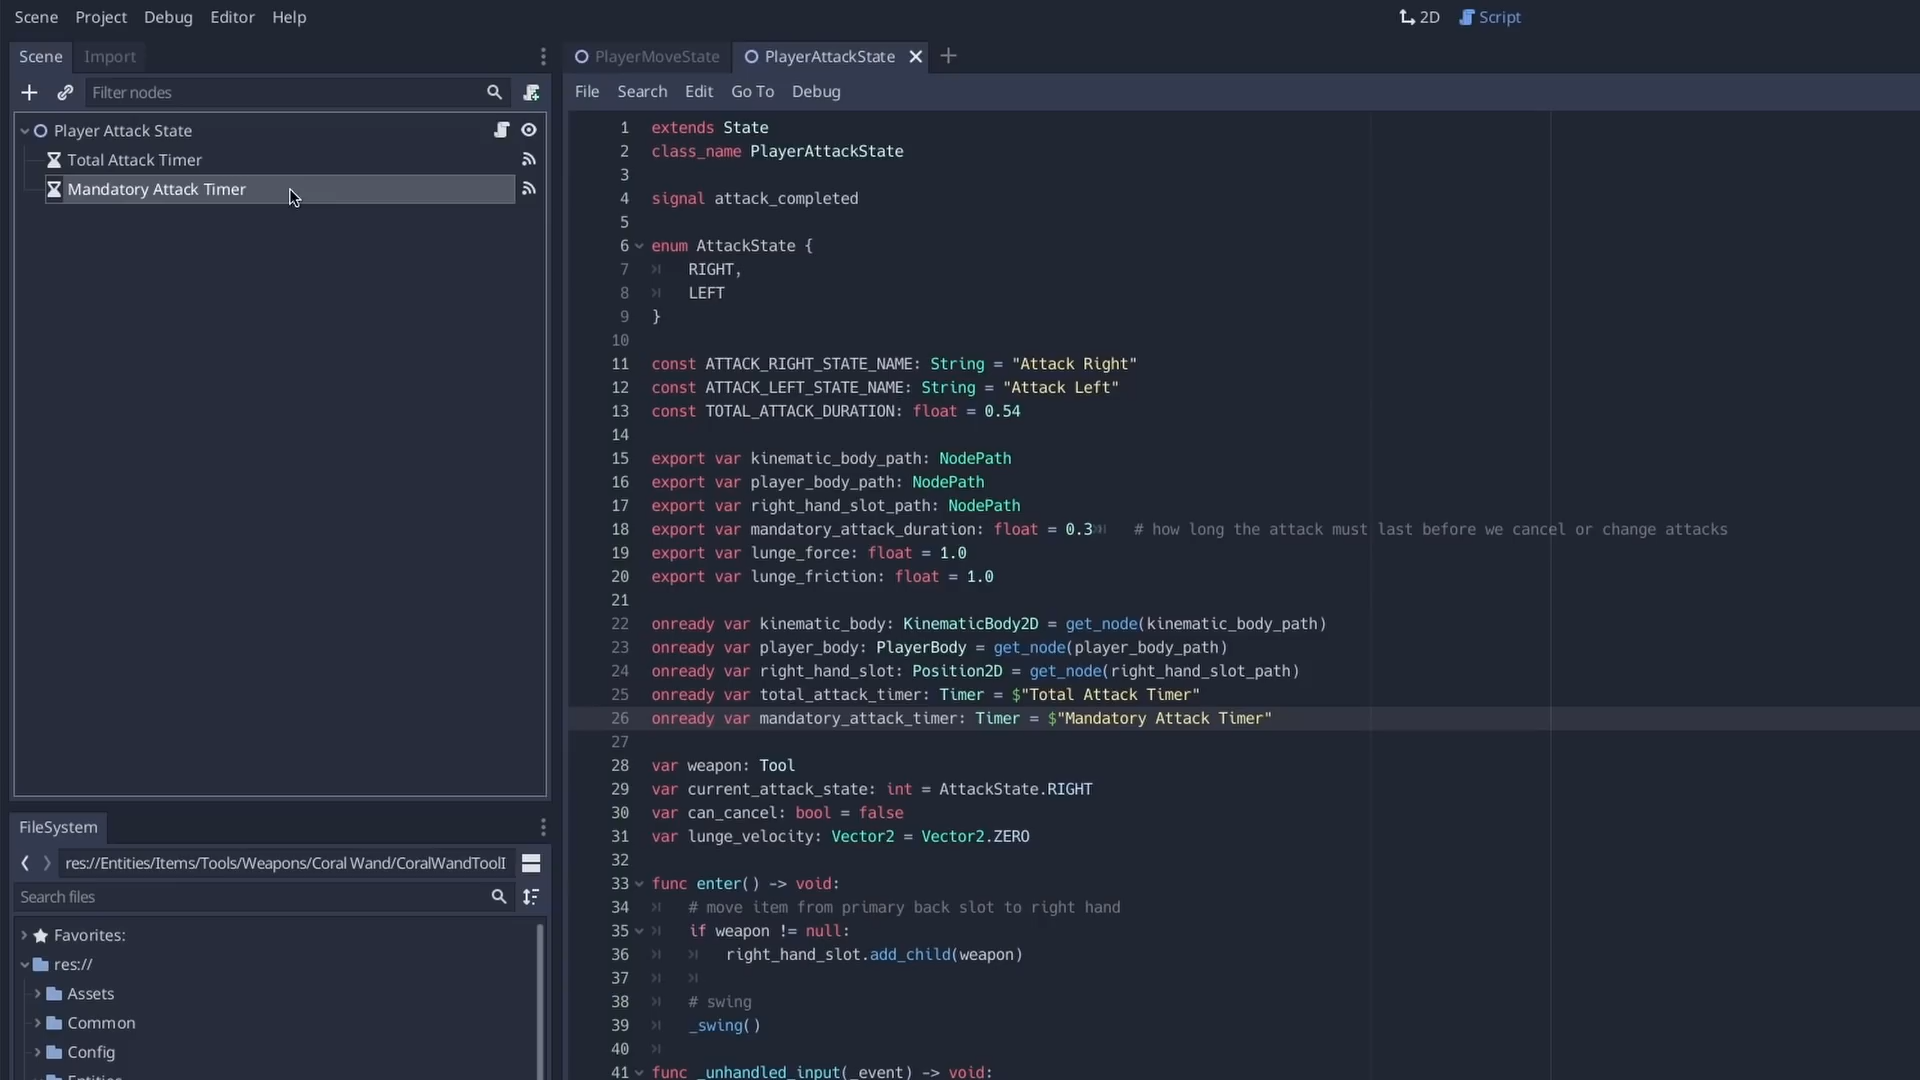 Scene Project Debug Editor Help
2D Script
Scene Import
Filter nodes
Player Attack State
Total Attack Timer
Mandatory Attack Timer
FileSystem
res://Entities/Items/Tools/Weapons/Coral Wand/CoralWandToolI
Search files
Favorites:
res://
Assets
Common
Config
Entities
PlayerMoveState PlayerAttackState
File Search Edit Go To Debug
1 extends State
2 class_name PlayerAttackState
3
4 signal attack_completed
5
6 enum AttackState {
7 RIGHT,
8 LEFT
9 }
10
11 const ATTACK_RIGHT_STATE_NAME: String = "Attack Right"
12 const ATTACK_LEFT_STATE_NAME: String = "Attack Left"
13 const TOTAL_ATTACK_DURATION: float = 0.54
14
15 export var kinematic_body_path: NodePath
16 export var player_body_path: NodePath
17 export var right_hand_slot_path: NodePath
18 export var mandatory_attack_duration: float = 0.3 # how long the attack must last before we cancel or change attacks
19 export var lunge_force: float = 1.0
20 export var lunge_friction: float = 1.0
21
22 onready var kinematic_body: KinematicBody2D = get_node(kinematic_body_path)
23 onready var player_body: PlayerBody = get_node(player_body_path)
24 onready var right_hand_slot: Position2D = get_node(right_hand_slot_path)
25 onready var total_attack_timer: Timer = $"Total Attack Timer"
26 onready var mandatory_attack_timer: Timer = $"Mandatory Attack Timer"
27
28 var weapon: Tool
29 var current_attack_state: int = AttackState.RIGHT
30 var can_cancel: bool = false
31 var lunge_velocity: Vector2 = Vector2.ZERO
32
33 func enter() -> void:
34 # move item from primary back slot to right hand
35 if weapon != null:
36 right_hand_slot.add_child(weapon)
37
38 # swing
39 _swing()
40
41 func _unhandled_input(_event) -> void: